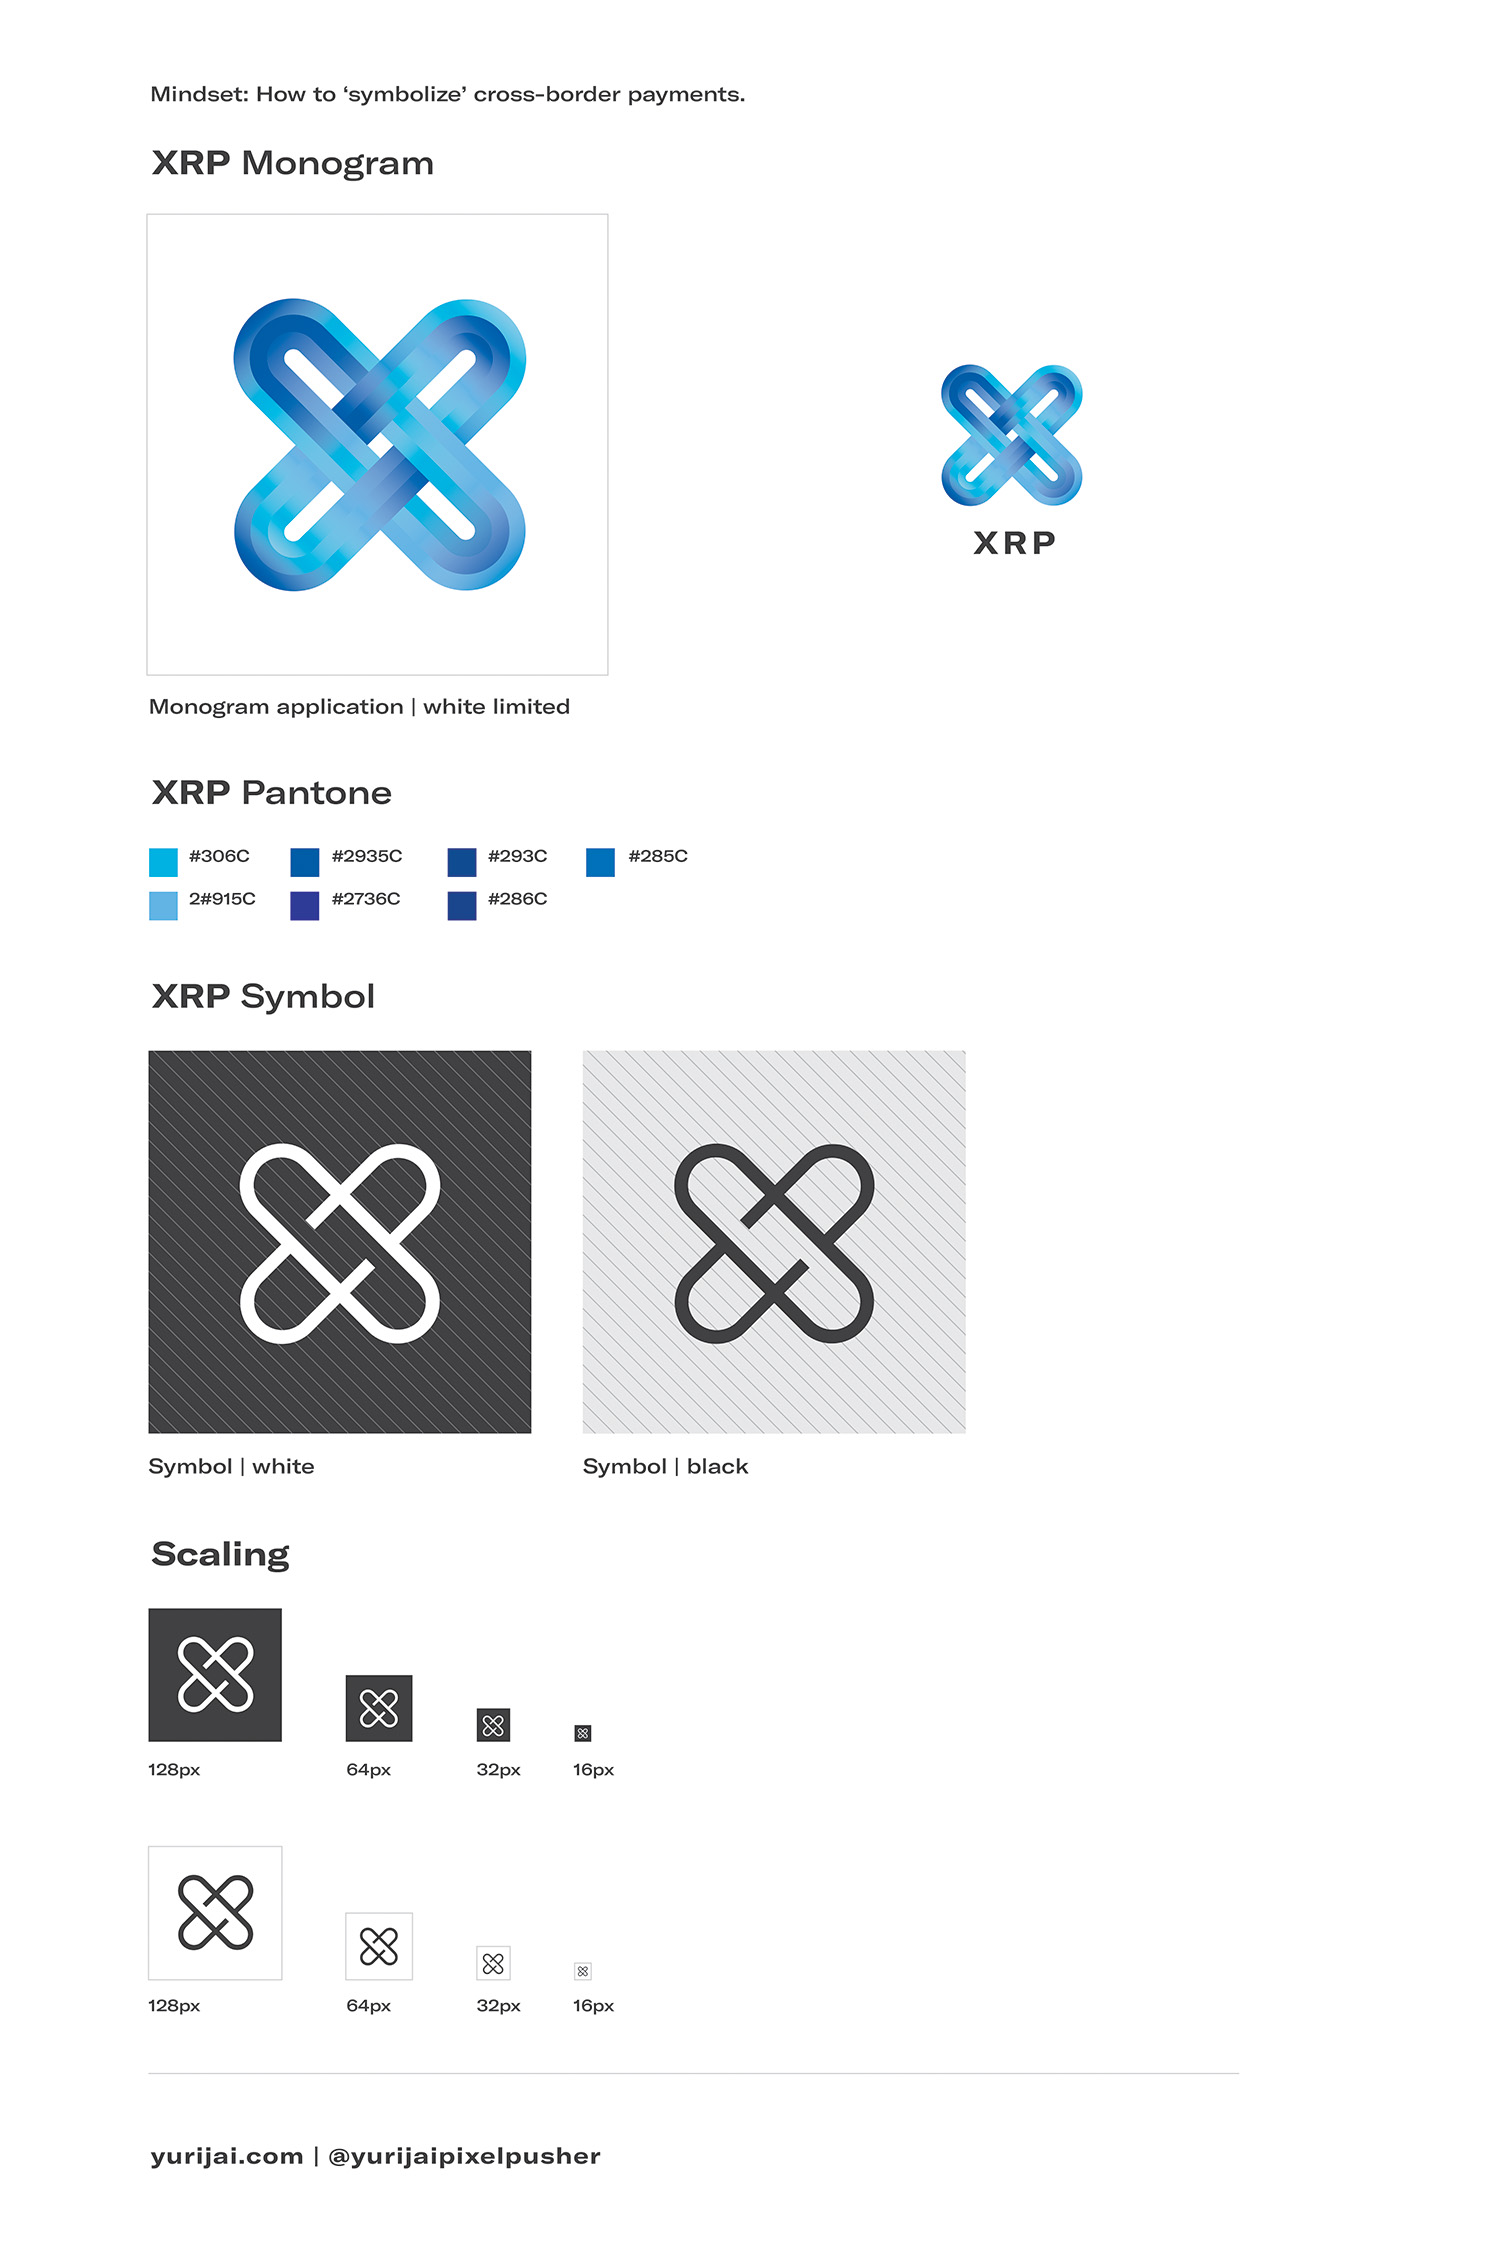 Mindset: How to ‘symbolize’ cross-border payments.
XRP Monogram
XRP
Monogram application | white limited
XRP Pantone
#306C #2935C #293C #285C
2#915C #2736C #286C
XRP Symbol
Symbol | white Symbol | black
Scaling
128px 64px 32px 16px
128px 64px 32px 16px
yurijai.com | @yurijaipixelpusher